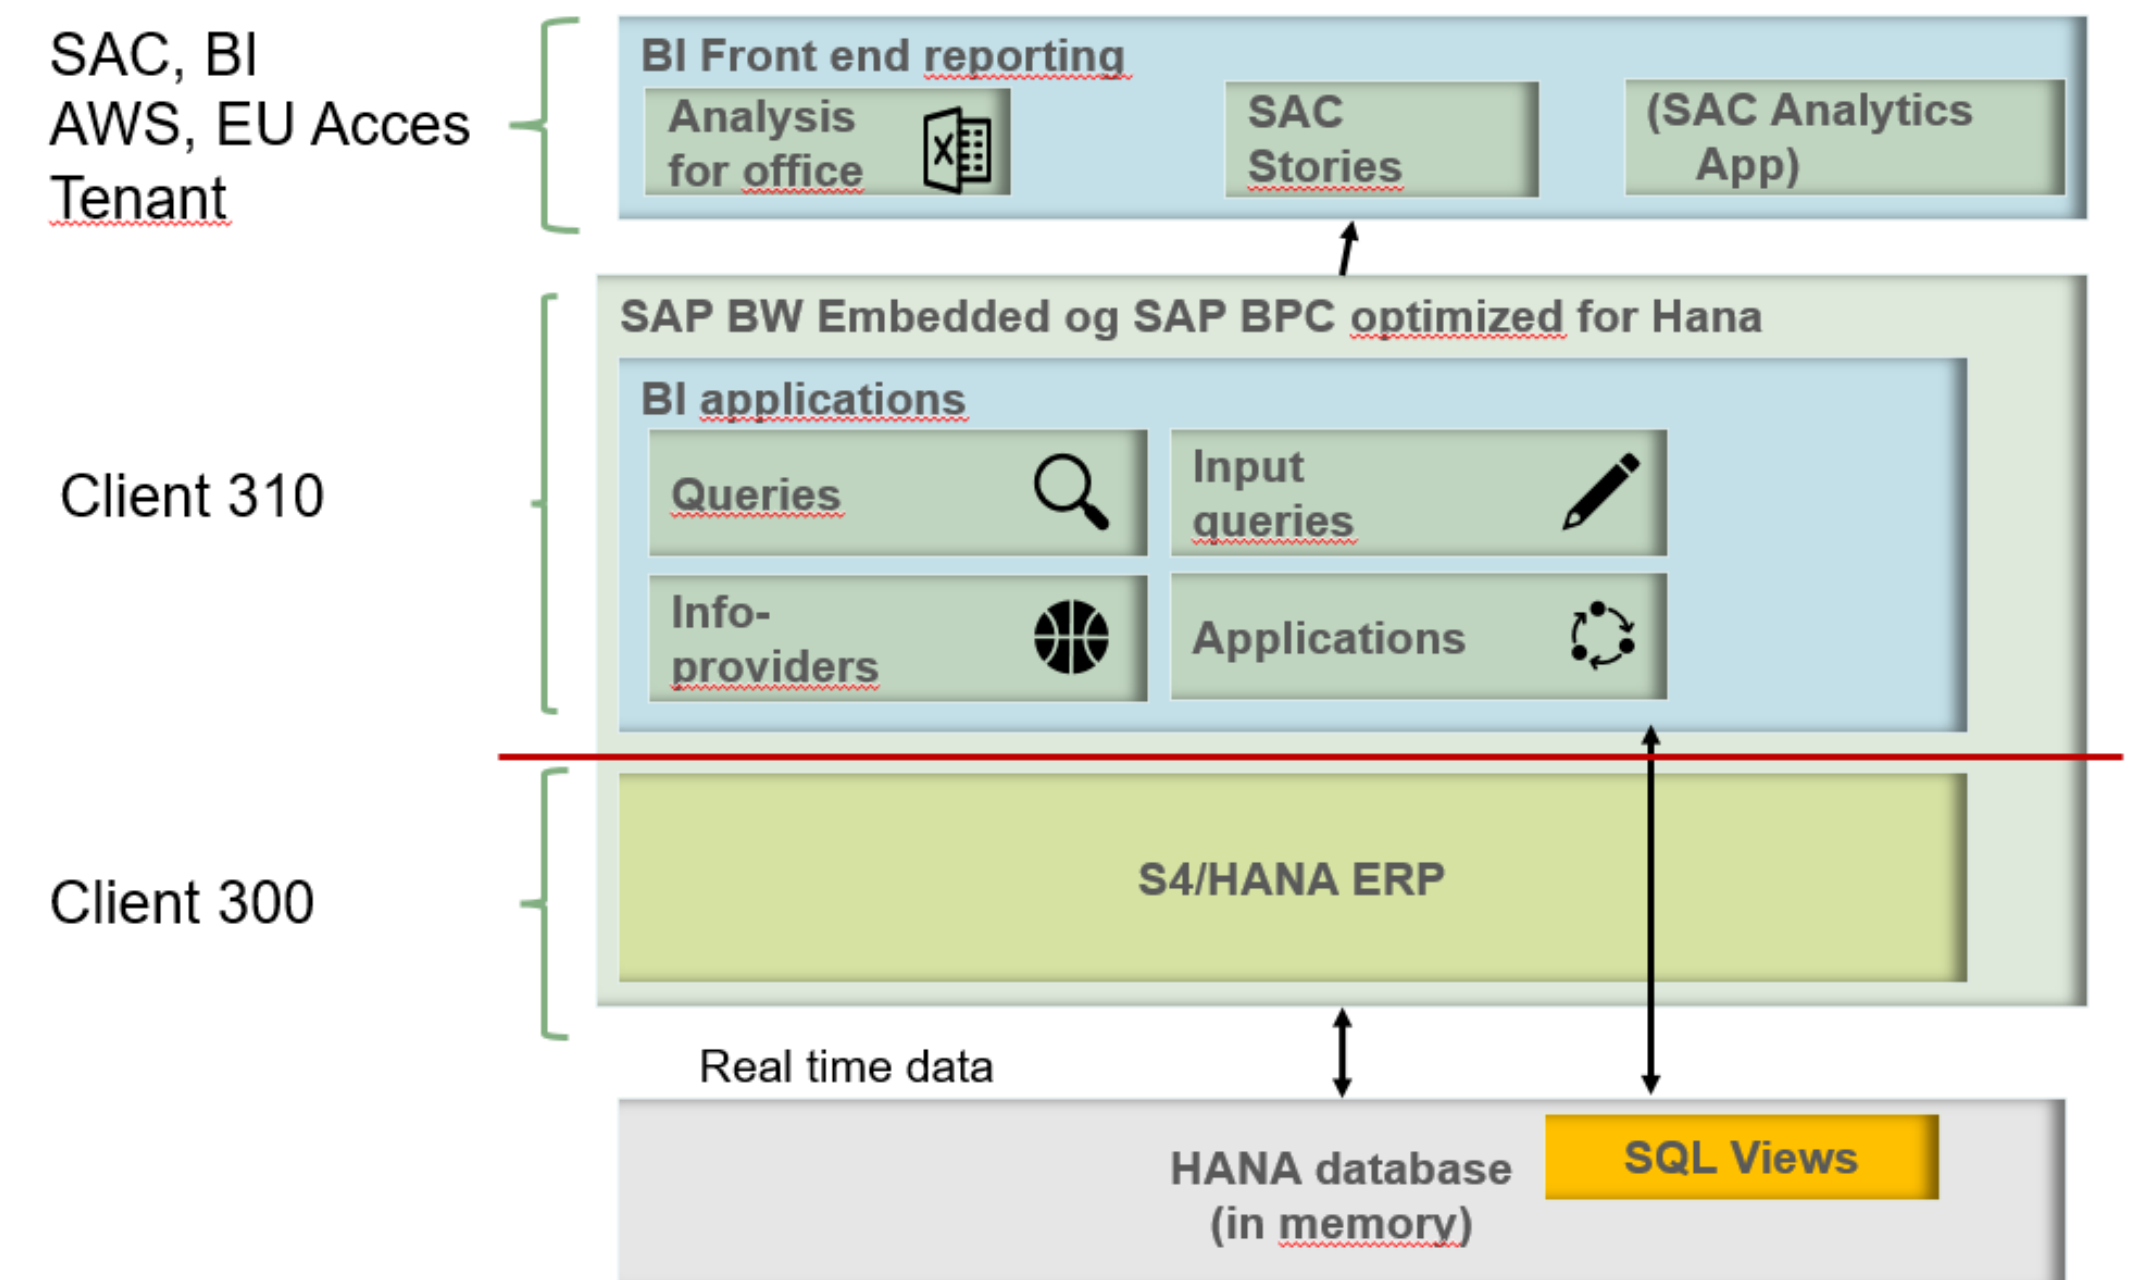 SAC, BI
AWS, EU Acces
Tenant
BI Front end reporting
Analysis
for office
X
SAC
Stories
(SAC Analytics
App)
SAP BW Embedded og SAP BPC optimized for Hana
BI applications
Client 310
Queries
Input
queries
Info-
providers
Applications
Client 300
S4/HANA ERP
Real time data
HANA database
(in memory)
SQL Views